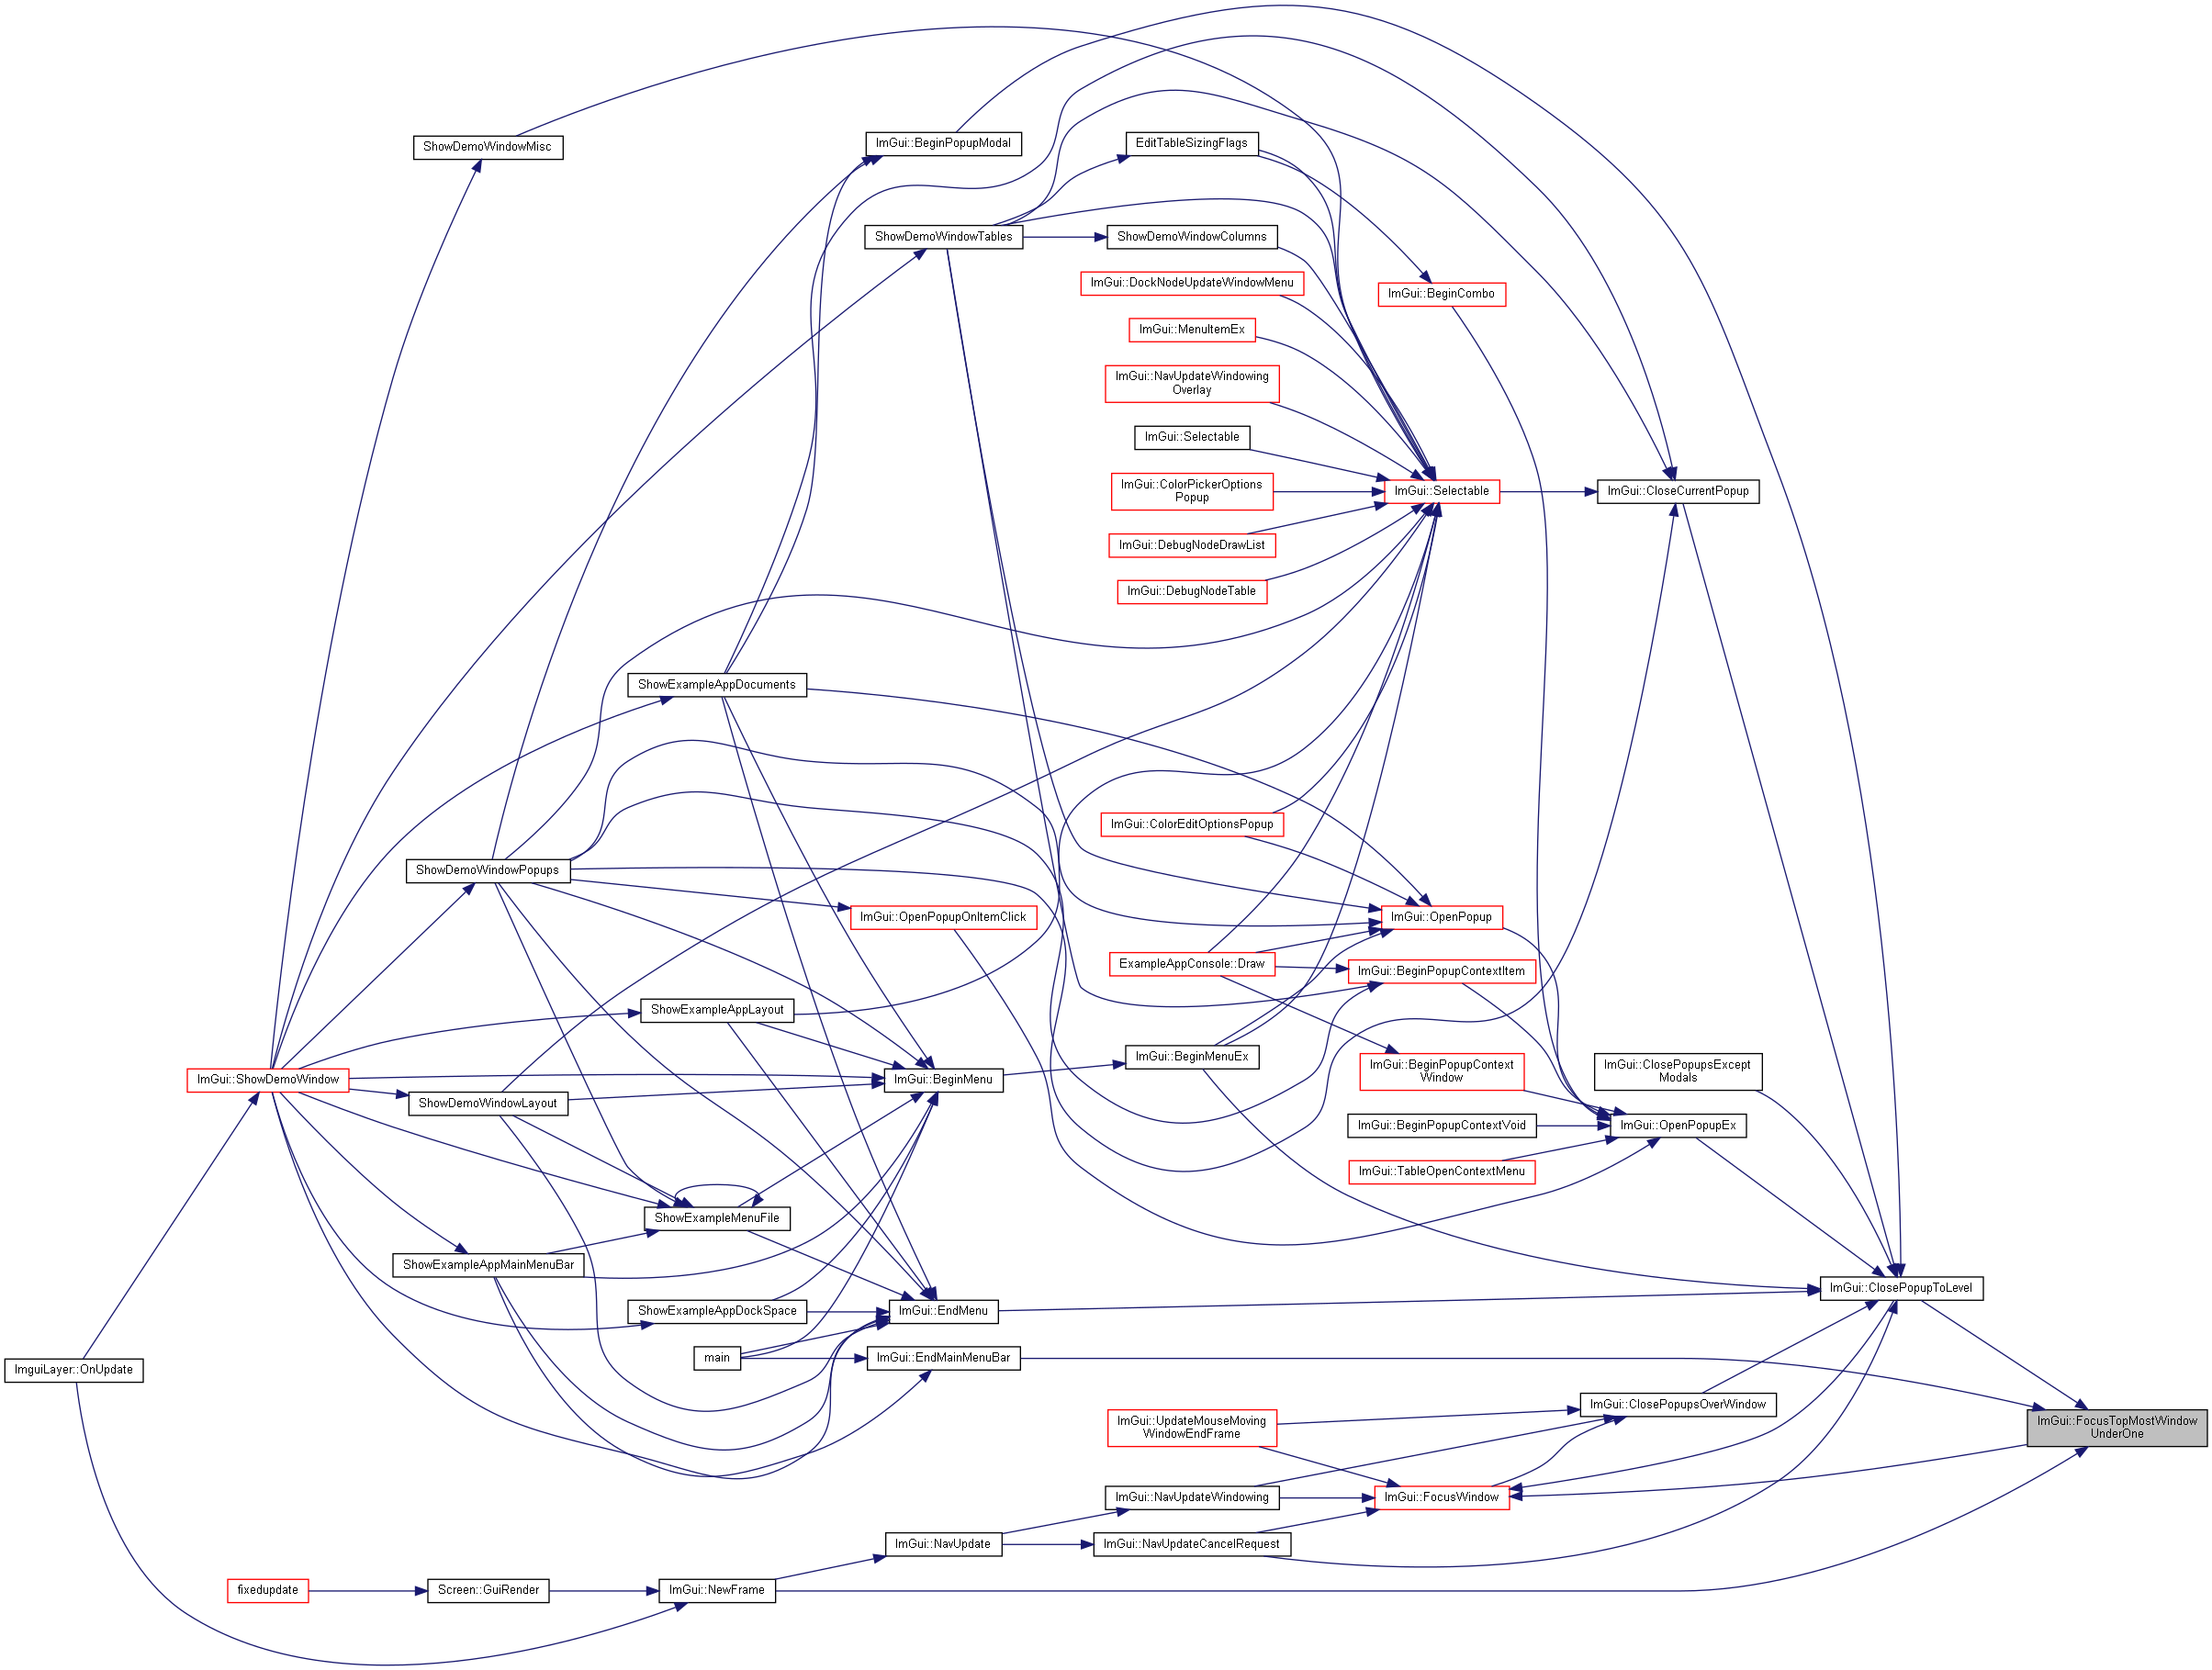 ShowDemoWindowMisc
ImGui::BeginPopupModal
EditTableSizingFlags
ShowDemoWindowTables
ShowDemoWindowColumns
ImGui::DockNodeUpdateWindowMenu
ImGui::BeginCombo
ImGui::MenuItemEx
ImGui::NavUpdateWindowing
Overlay
ImGui::Selectable
ImGui::ColorPickerOptions
Popup
ImGui::Selectable
ImGui::CloseCurrentPopup
ImGui::DebugNodeDrawList
ImGui::DebugNodeTable
ShowExampleAppDocuments
ImGui::ColorEditOptionsPopup
ShowDemoWindowPopups
ImGui::OpenPopupOnItemClick
ImGui::OpenPopup
ExampleAppConsole::Draw
ImGui::BeginPopupContextItem
ShowExampleAppLayout
ImGui::BeginMenuEx
ImGui::BeginPopupContext
Window
ImGui::ClosePopupsExcept
Modals
ImGui::ShowDemoWindow
ImGui::BeginMenu
ShowDemoWindowLayout
ImGui::BeginPopupContextVoid
ImGui::OpenPopupEx
ImGui::TableOpenContextMenu
ShowExampleMenuFile
ShowExampleAppMainMenuBar
ImGui::ClosePopupToLevel
ShowExampleAppDockSpace
ImGui::EndMenu
main
ImGui::EndMainMenuBar
ImguiLayer::OnUpdate
ImGui::ClosePopupsOverWindow
ImGui::UpdateMouseMoving
WindowEndFrame
ImGui::FocusTopMostWindow
UnderOne
ImGui::NavUpdateWindowing
ImGui::FocusWindow
ImGui::NavUpdate
ImGui::NavUpdateCancelRequest
fixedupdate
Screen::GuiRender
ImGui::NewFrame